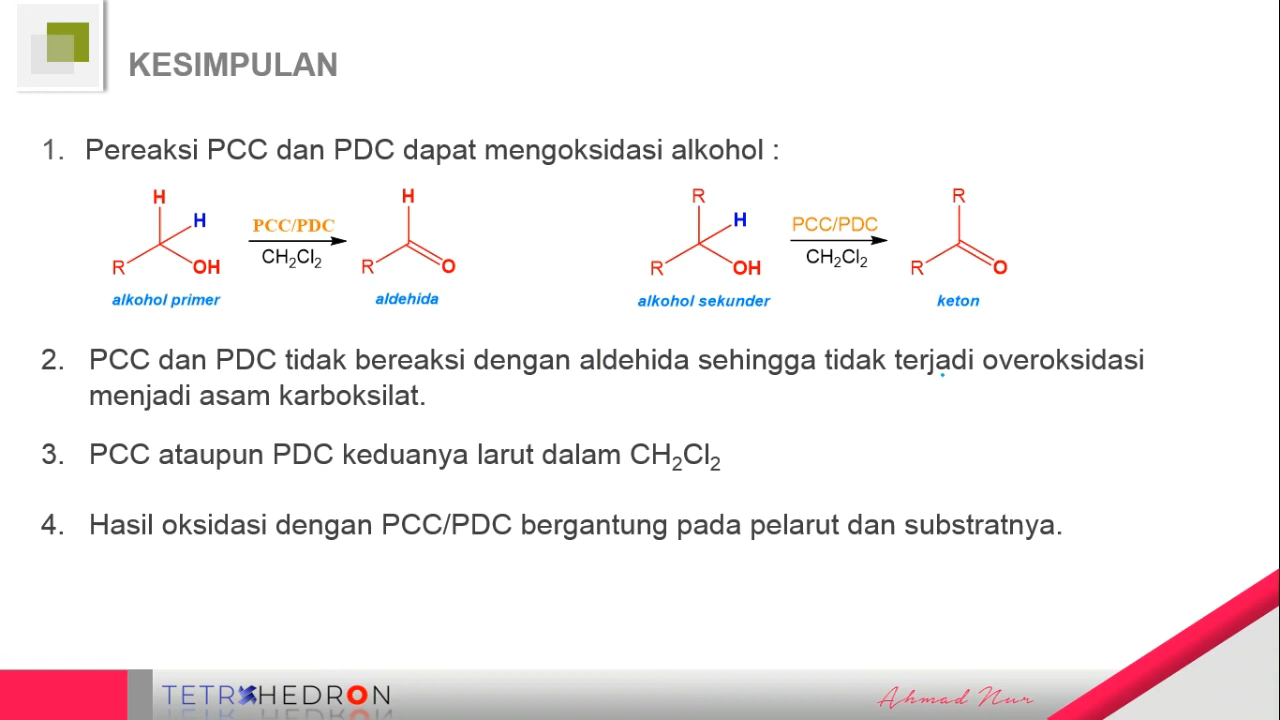 KESIMPULAN
1. Pereaksi PCC dan PDC dapat mengoksidasi alkohol :
H
H
R
OH
alkohol primer
PCC/PDC
CH₂Cl₂
H
R
O
aldehida
R
H
R
OH
alkohol sekunder
PCC/PDC
CH₂Cl₂
R
R
O
keton
2. PCC dan PDC tidak bereaksi dengan aldehida sehingga tidak terjadi overoksidasi
menjadi asam karboksilat.
3. PCC ataupun PDC keduanya larut dalam CH₂Cl₂
4. Hasil oksidasi dengan PCC/PDC bergantung pada pelarut dan substratnya.
TETRAHEDRON
Ahmad Nur